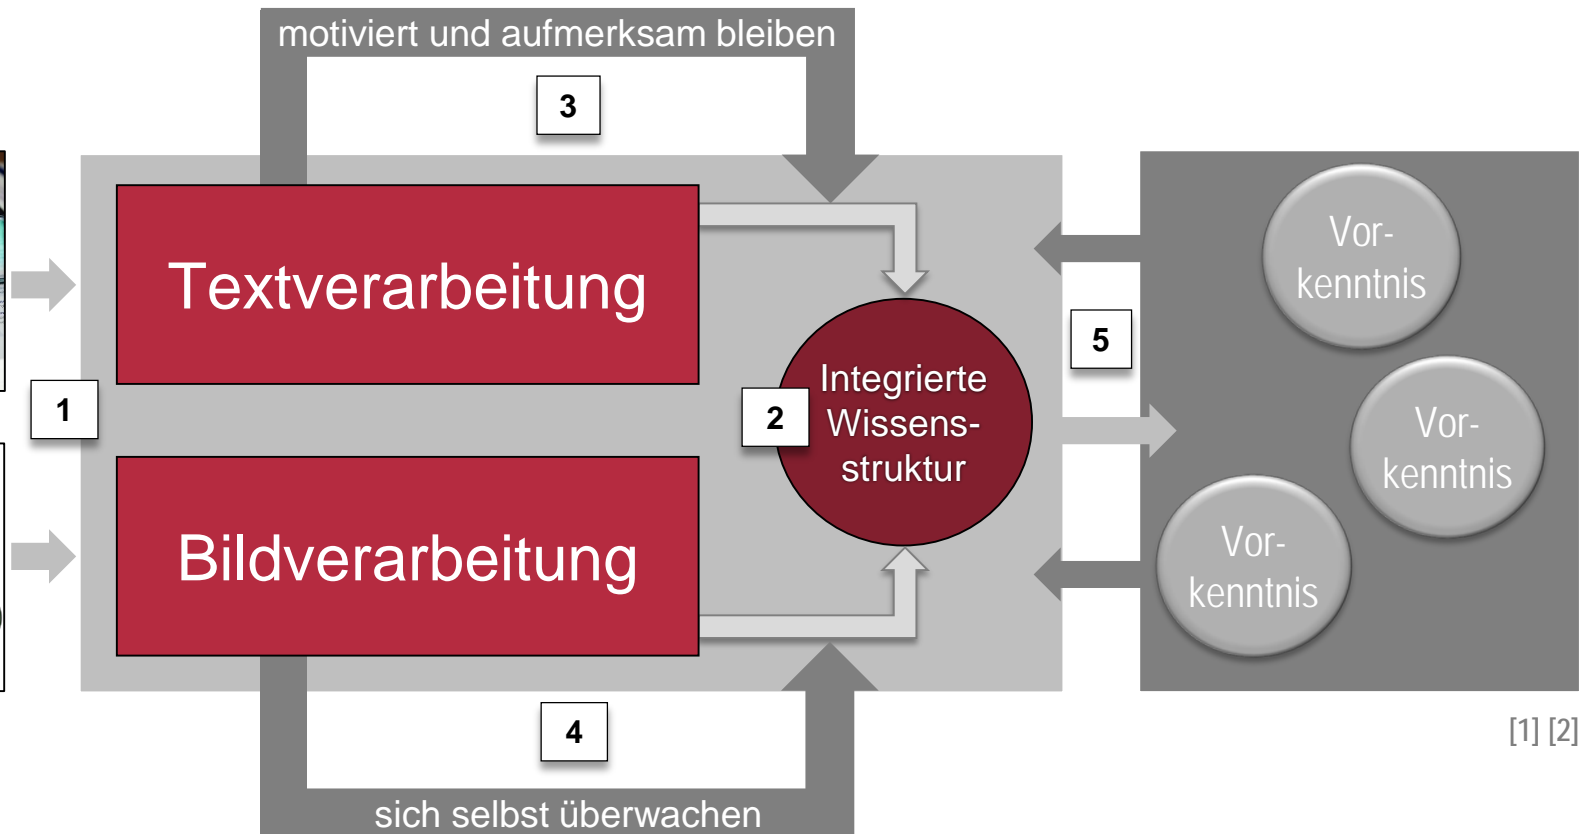 motiviert und aufmerksam bleiben
3
Textverarbeitung
Vor-
kenntnis
5
1
2
Integrierte
Wissens-
struktur
Vor-
kenntnis
Bildverarbeitung
Vor-
kenntnis
4
[1] [2]
sich selbst überwachen